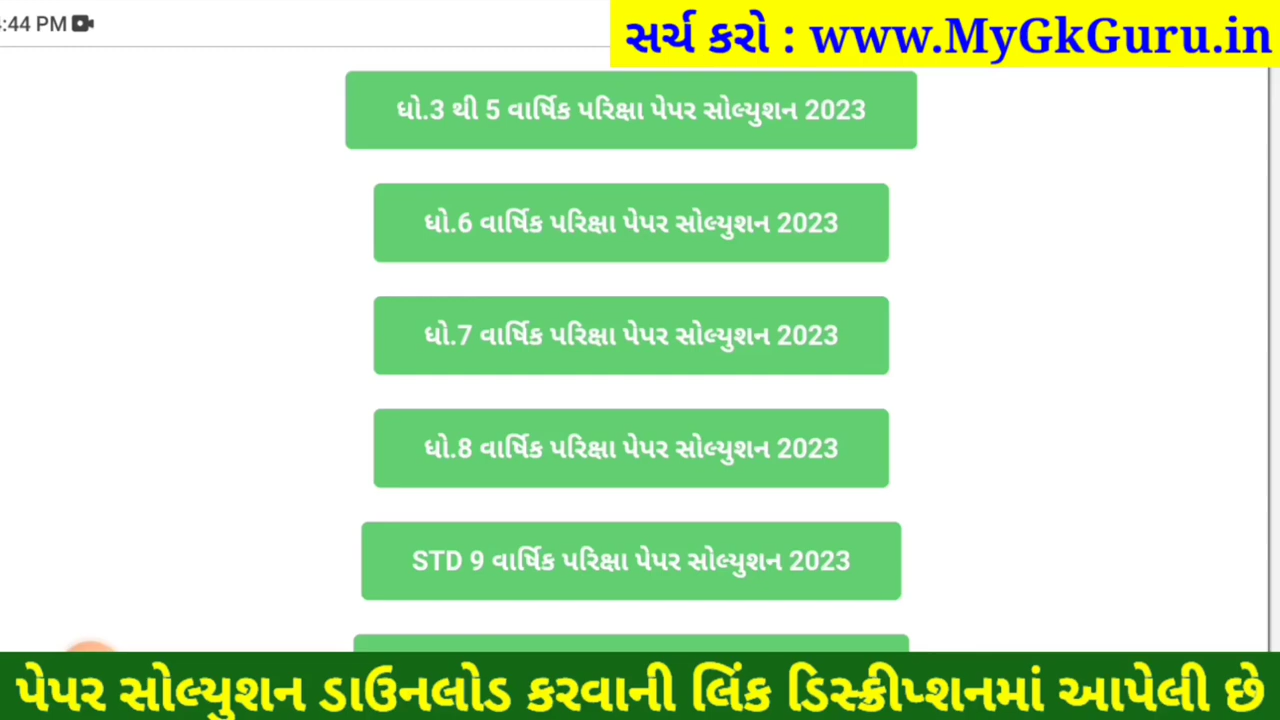 :44 PM
સર્ચ કરો : www.MyGkGuru.in
ધો.3 થી 5 વાર્ષિક પરિક્ષા પેપર સોલ્યુશન 2023
ધો.6 વાર્ષિક પરિક્ષા પેપર સોલ્યુશન 2023
ધો.7 વાર્ષિક પરિક્ષા પેપર સોલ્યુશન 2023
ધો.8 વાર્ષિક પરિક્ષા પેપર સોલ્યુશન 2023
STD 9 વાર્ષિક પરિક્ષા પેપર સોલ્યુશન 2023
પેપર સોલ્યુશન ડાઉનલોડ કરવાની લિંક ડિસ્ક્રીપ્શનમાં આપેલી છે